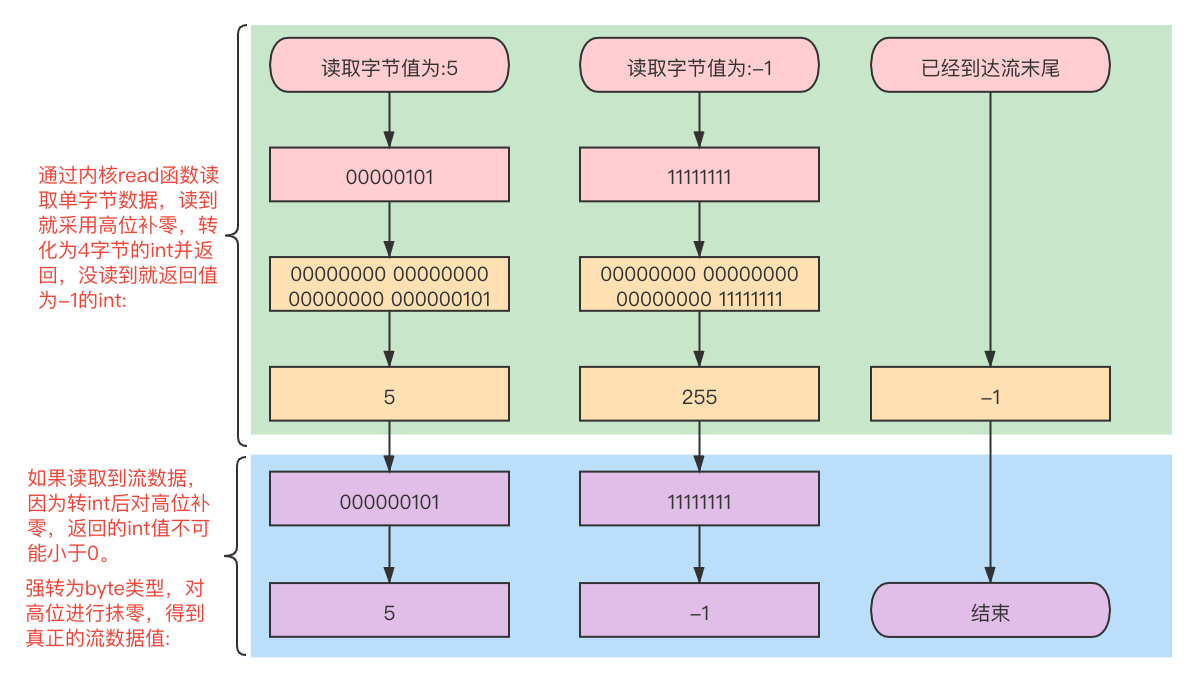 读取字节值为:5
读取字节值为:-1
已经到达流末尾
通过内核read函数读
取单字节数据，读到
就采用高位补零，转
化为4字节的int并返
回，没读到就返回值
为-1的int:
00000101
11111111
00000000 00000000
00000000 000000101
00000000 00000000
00000000 11111111
5
255
-1
如果读取到流数据，
因为转int后对高位补
零，返回的int值不可
能小于0。
强转为byte类型，对
高位进行抹零，得到
真正的流数据值:
000000101
11111111
5
-1
结束